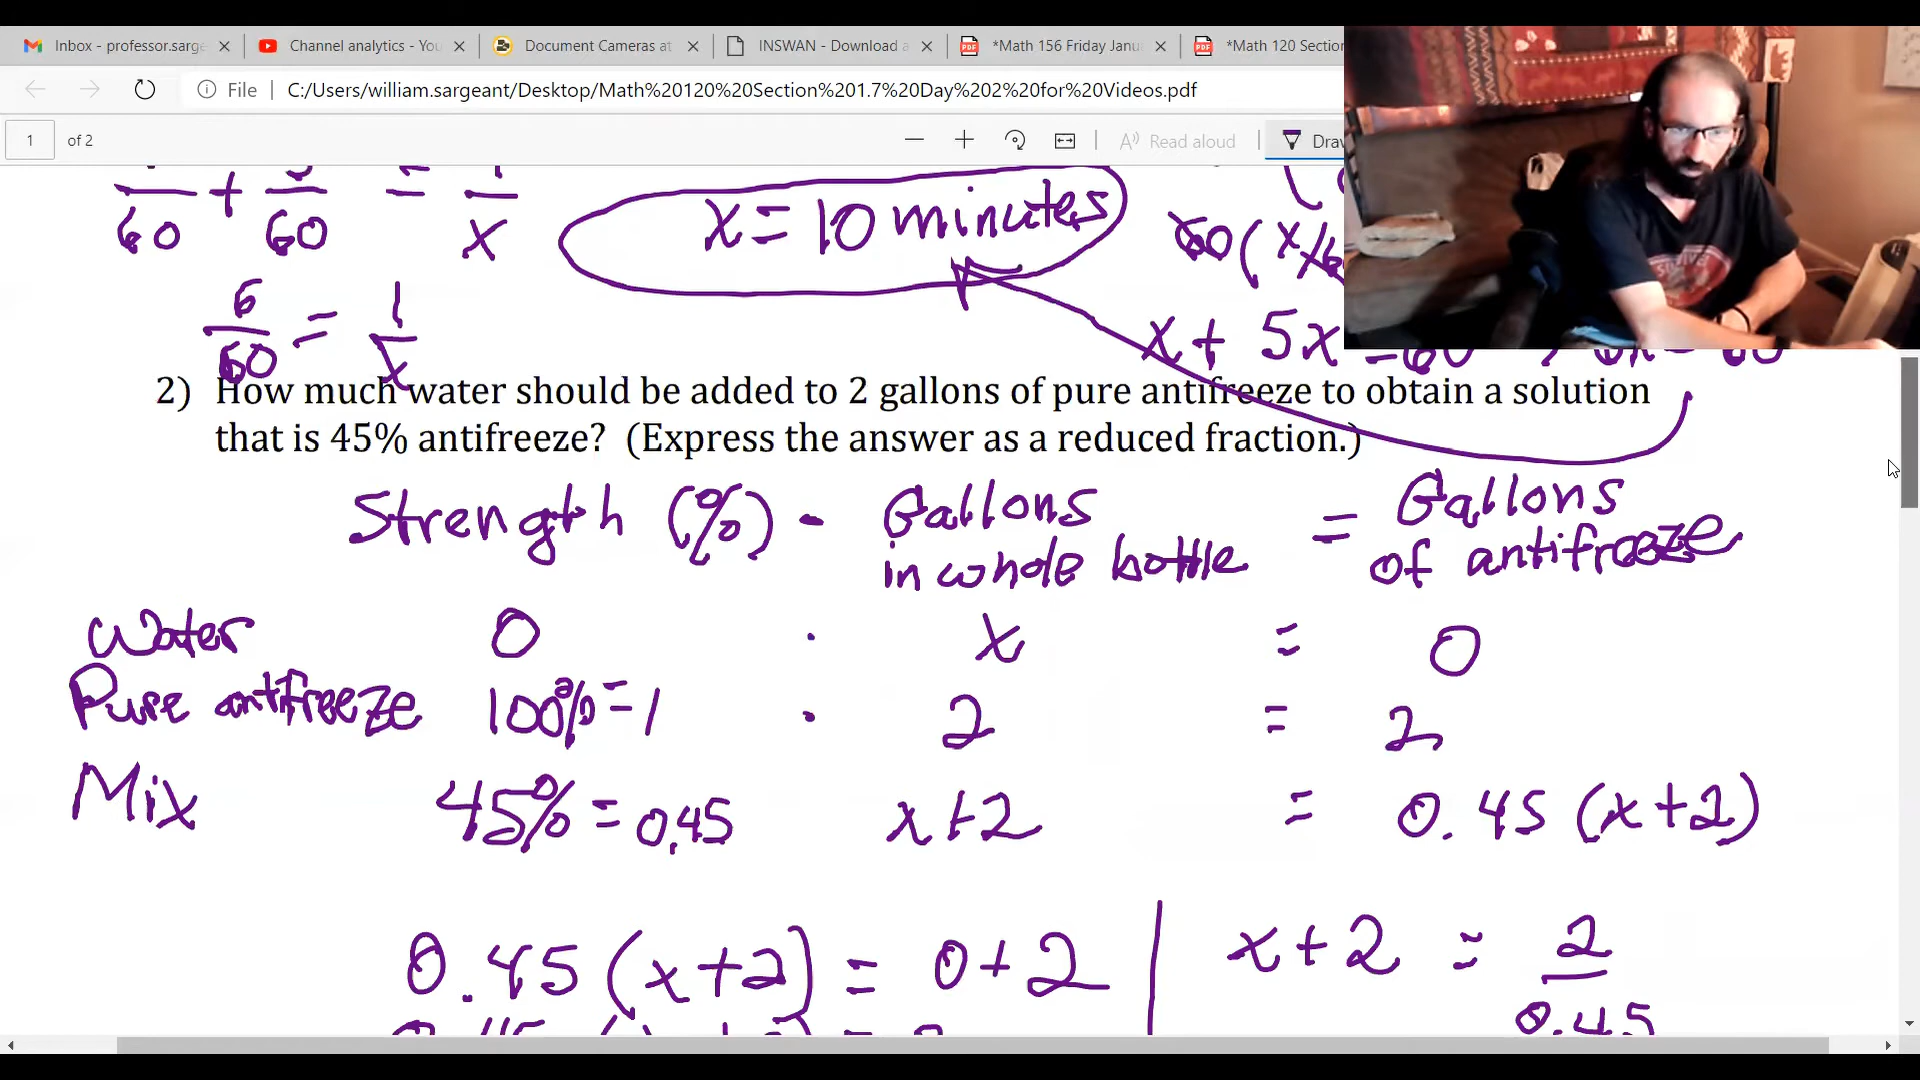 Inbox - professor.sarge
Channel analytics - You
Document Cameras at
INSWAN - Download a
*Math 156 Friday Janu
*Math 120 Section
File
C:/Users/william.sargeant/Desktop/Math%20120%20Section%201.7%20Day%202%20for%20Videos.pdf
1 of 2
Read aloud
Draw
60 + 60 = x
x = 10 minutes
60 ( x/6
6/60 = 1/x
x + 5x = 60
2) How much water should be added to 2 gallons of pure antifreeze to obtain a solution
that is 45% antifreeze? (Express the answer as a reduced fraction.)
Strength (%) · Gallons in whole bottle = Gallons of antifreeze
Water 0 · x = 0
Pure antifreeze 100% = 1 · 2 = 2
Mix 45% = 0.45 x+2 = 0.45 (x+2)
0.45 (x+2) = 0+2
x+2 = 2/0.45